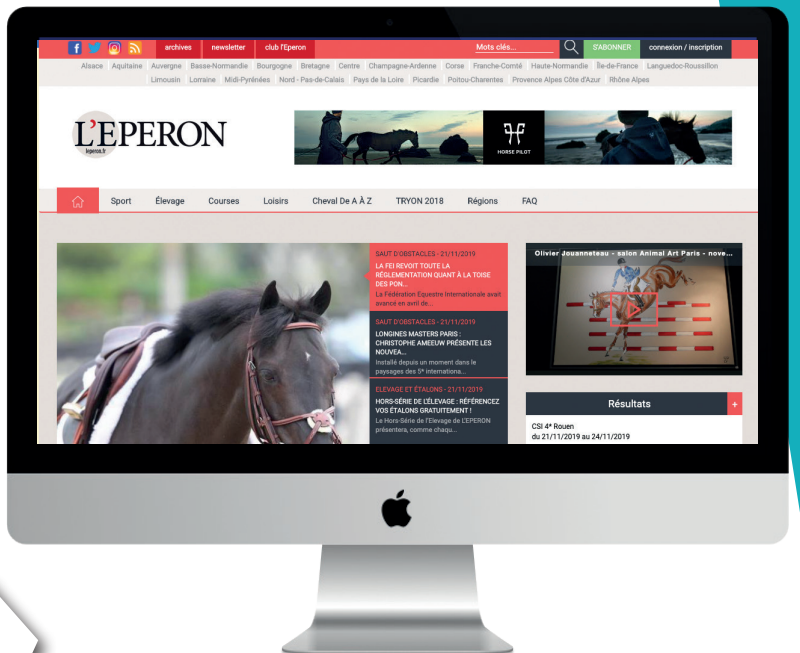 archives newsletter club l'Eperon Mots clés... S'ABONNER connexion / inscription
Alsace Aquitaine Auvergne Basse-Normandie Bourgogne Bretagne Centre Champagne-Ardenne Corse Franche-Comté Haute-Normandie Île-de-France Languedoc-Roussillon
Limousin Lorraine Midi-Pyrénées Nord - Pas-de-Calais Pays de la Loire Picardie Poitou-Charentes Provence Alpes Côte d'Azur Rhône Alpes
L'EPERON
leperon.fr
HORSE PILOT
Sport Élevage Courses Loisirs Cheval De A À Z TRYON 2018 Régions FAQ
SAUT D'OBSTACLES - 21/11/2019
LA FEI REVOIT TOUTE LA
RÉGLEMENTATION QUANT À LA TOISE
DES PON...
La Fédération Equestre Internationale avait
avancé en avril de...
SAUT D'OBSTACLES - 21/11/2019
LONGINES MASTERS PARIS :
CHRISTOPHE AMEEUW PRÉSENTE LES
NOUVEA...
Installé depuis un moment dans le
paysages des 5* internationa...
ELEVAGE ET ÉTALONS - 21/11/2019
HORS-SÉRIE DE L'ÉLEVAGE : RÉFÉRENCEZ
VOS ÉTALONS GRATUITEMENT !
Le Hors-Série de l'Elevage de L'EPERON
présentera, comme chaqu...
Olivier Jouanneteau - salon Animal Art Paris - nove...
Résultats +
CSI 4* Rouen
du 21/11/2019 au 24/11/2019